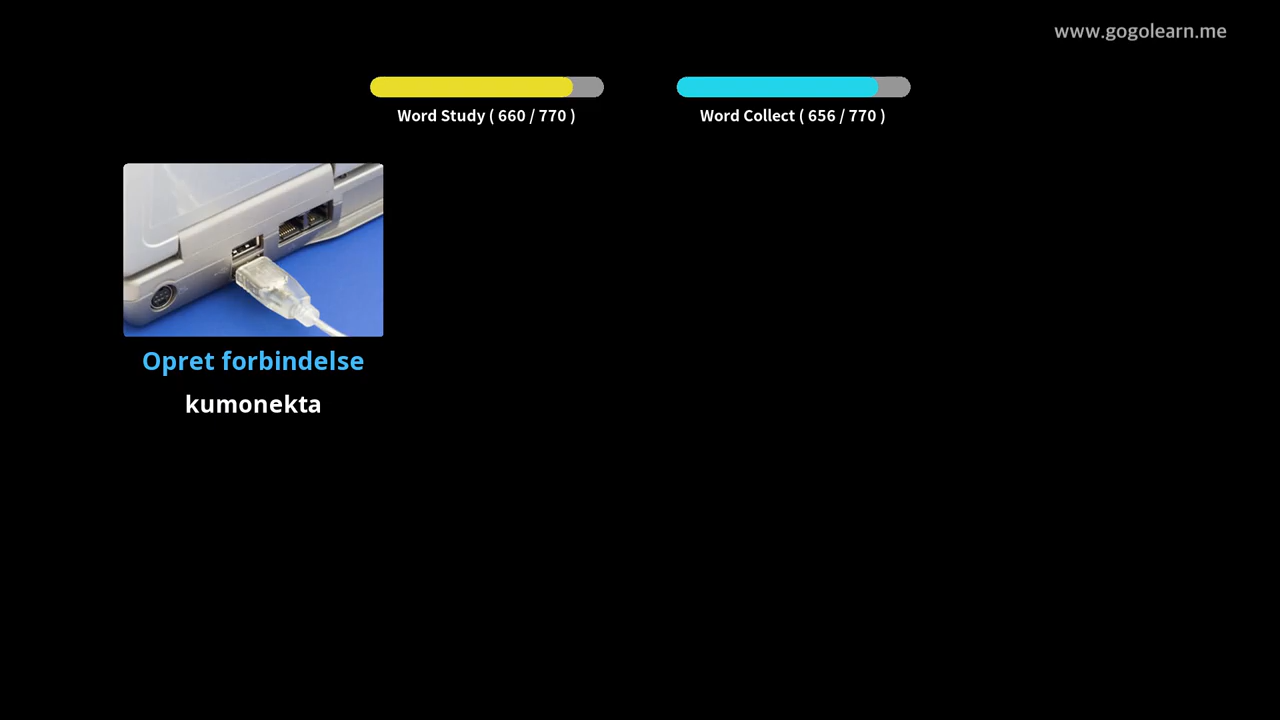 www.gogolearn.me
Word Study ( 660 / 770 )
Word Collect ( 656 / 770 )
Opret forbindelse
kumonekta